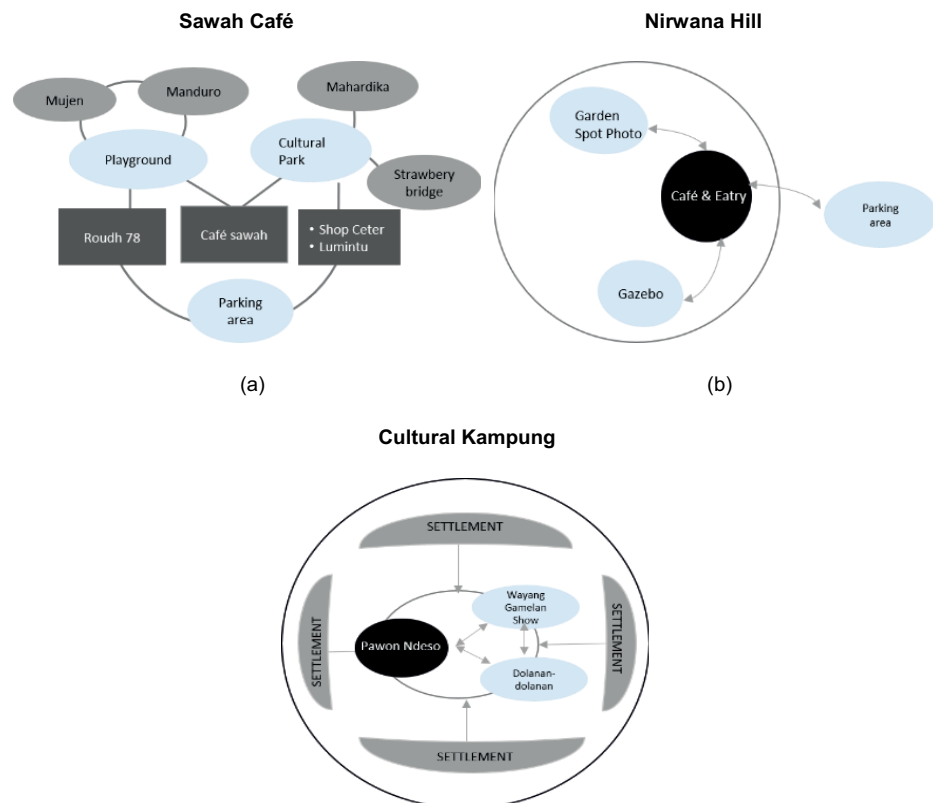 Sawah Café
Nirwana Hill
Mujen
Manduro
Mahardika
Playground
Cultural
Park
Strawbery
bridge
Roudh 78
Café sawah
• Shop Ceter
• Lumintu
Parking
area
(a)
Garden
Spot Photo
Café & Eatry
Parking
area
Gazebo
(b)
Cultural Kampung
SETTLEMENT
SETTLEMENT
Wayang
Gamelan
Show
Pawon Ndeso
Dolanan-
dolanan
SETTLEMENT
SETTLEMENT